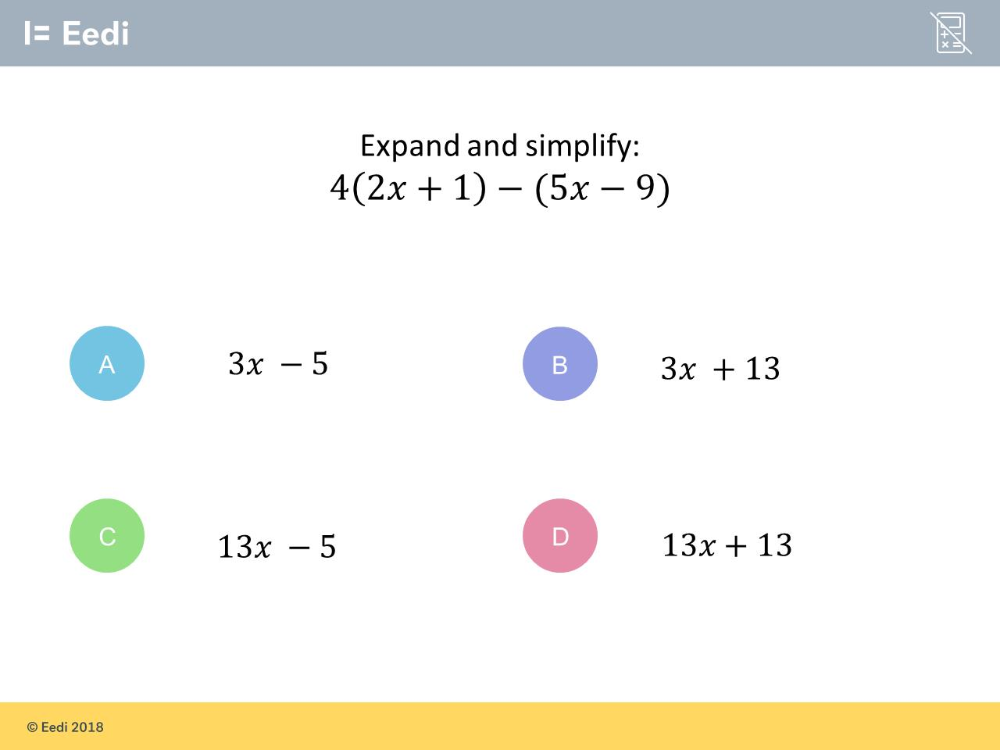 Eedi
Expand and simplify:
4(2x + 1) − (5x − 9)
A 3x − 5
B 3x + 13
C 13x − 5
D 13x + 13
© Eedi 2018